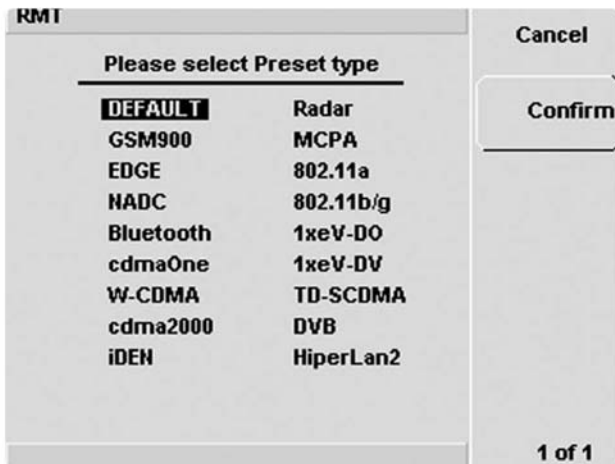 RMT
Please select Preset type
DEFAULT Radar
GSM900 MCPA
EDGE 802.11a
NADC 802.11b/g
Bluetooth 1xeV-DO
cdmaOne 1xeV-DV
W-CDMA TD-SCDMA
cdma2000 DVB
iDEN HiperLan2
Cancel
Confirm
1 of 1